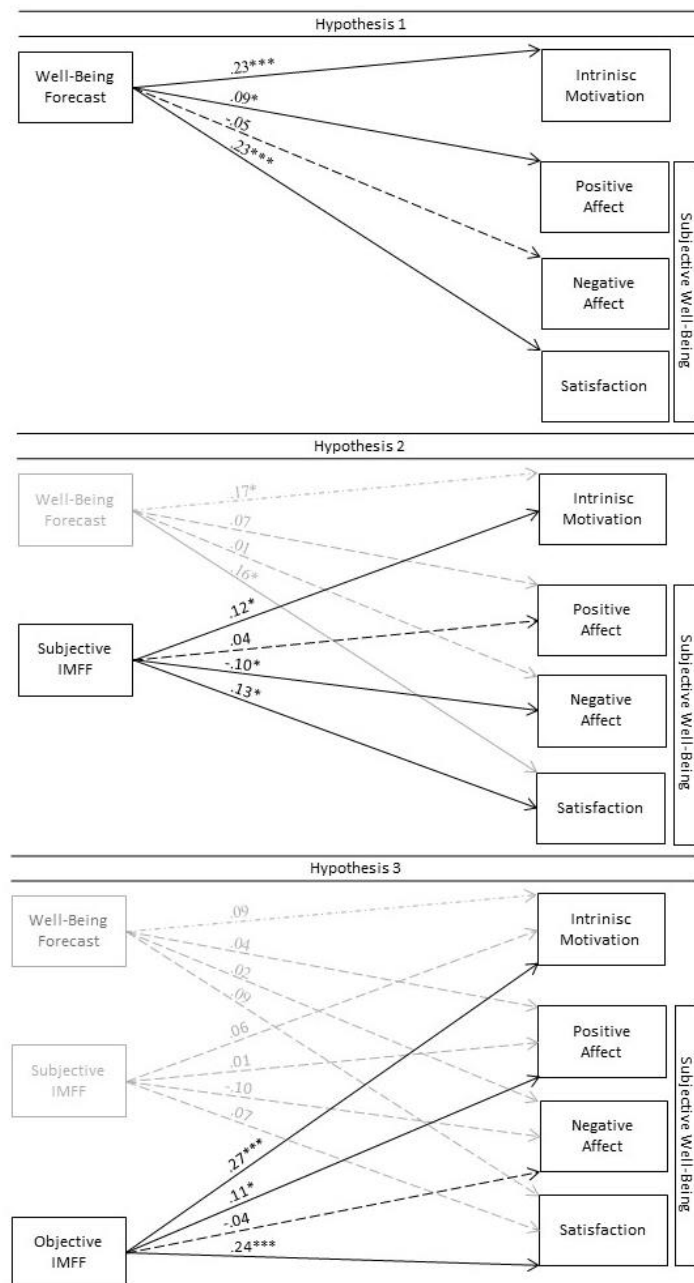 Hypothesis 1
Well-Being
Forecast
.23***
.09*
-.05
.23***
Intrinisc
Motivation
Positive
Affect
Negative
Affect
Satisfaction
Subjective Well-Being
Hypothesis 2
Well-Being
Forecast
.17*
.07
.01
.16*
Subjective
IMFF
.12*
.04
-.10*
.13*
Intrinisc
Motivation
Positive
Affect
Negative
Affect
Satisfaction
Subjective Well-Being
Hypothesis 3
Well-Being
Forecast
.09
.04
.02
.09
Subjective
IMFF
.06
.01
-.10
.07
Objective
IMFF
.27***
.11*
-.04
.24***
Intrinisc
Motivation
Positive
Affect
Negative
Affect
Satisfaction
Subjective Well-Being